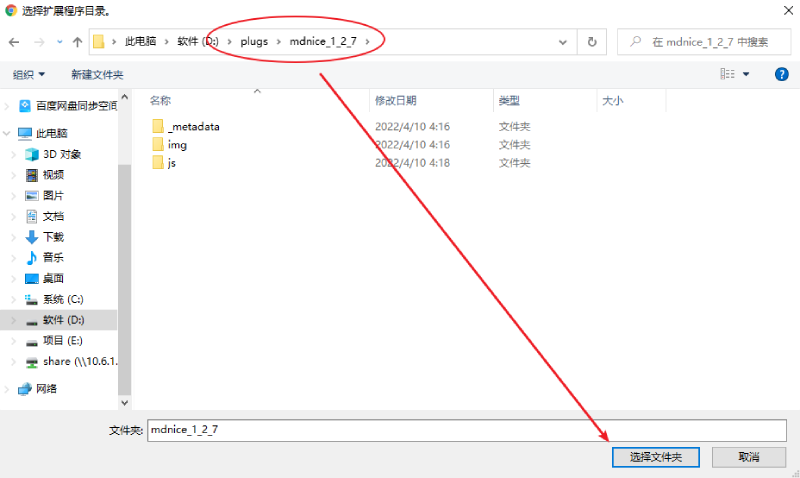 选择扩展程序目录。
此电脑 软件 (D:) plugs mdnice_1_2_7 在 mdnice_1_2_7 中搜索
组织 新建文件夹
名称 修改日期 类型 大小
_metadata 2022/4/10 4:16 文件夹
img 2022/4/10 4:16 文件夹
js 2022/4/10 4:18 文件夹
百度网盘同步空间
此电脑
3D 对象
视频
图片
文档
下载
音乐
桌面
系统 (C:)
软件 (D:)
项目 (E:)
share (\\10.6.1.
网络
文件夹: mdnice_1_2_7
选择文件夹 取消